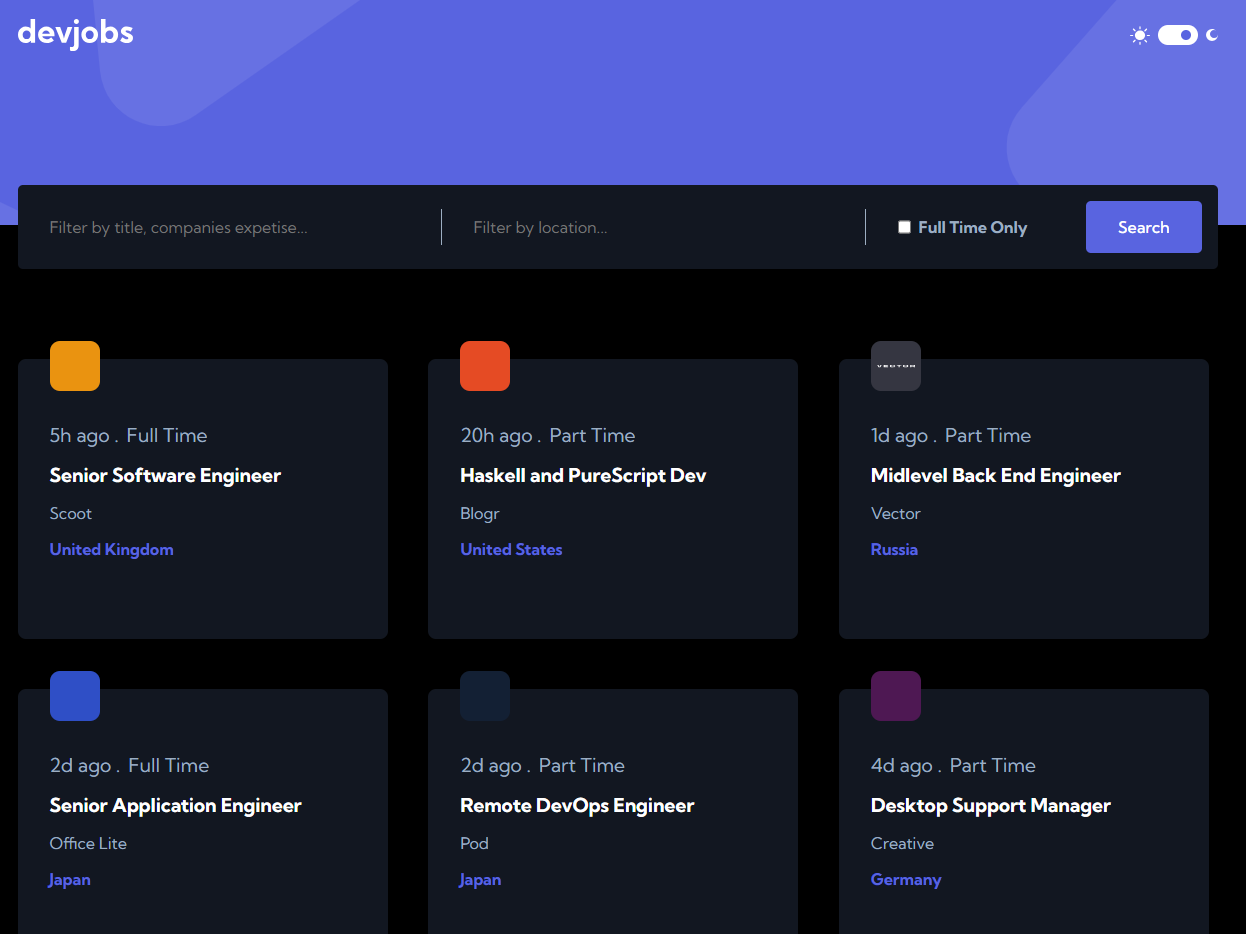 devjobs
Filter by title, companies expetise...
Filter by location...
Full Time Only
Search
VECTOR
5h ago . Full Time
Senior Software Engineer
Scoot
United Kingdom
20h ago . Part Time
Haskell and PureScript Dev
Blogr
United States
1d ago . Part Time
Midlevel Back End Engineer
Vector
Russia
2d ago . Full Time
Senior Application Engineer
Office Lite
Japan
2d ago . Part Time
Remote DevOps Engineer
Pod
Japan
4d ago . Part Time
Desktop Support Manager
Creative
Germany